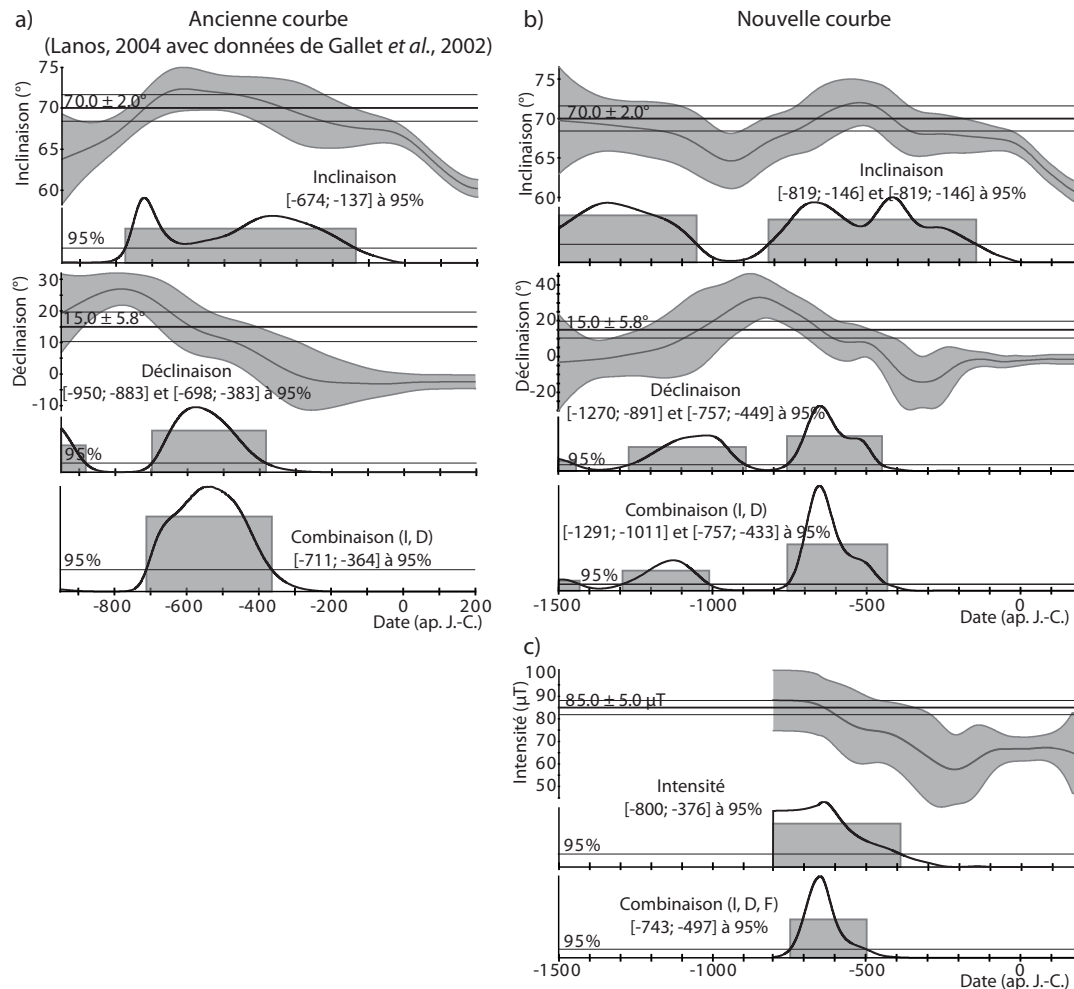 a)
Ancienne courbe
(Lanos, 2004 avec données de Gallet et al., 2002)
75
70
65
60
Inclinaison (°)
70.0 ± 2.0°
Inclinaison
[-674; -137] à 95%
95%
30
20
10
0
-10
Déclinaison (°)
15.0 ± 5.8°
Déclinaison
[-950; -883] et [-698; -383] à 95%
95%
Combinaison (I, D)
[-711; -364] à 95%
95%
-800 -600 -400 -200 0 200
Date (ap. J.-C.)
b)
Nouvelle courbe
75
70
65
60
Inclinaison (°)
70.0 ± 2.0°
Inclinaison
[-819; -146] et [-819; -146] à 95%
40
20
0
-20
Déclinaison (°)
15.0 ± 5.8°
Déclinaison
[-1270; -891] et [-757; -449] à 95%
95%
Combinaison (I, D)
[-1291; -1011] et [-757; -433] à 95%
95%
-1500 -1000 -500 0
Date (ap. J.-C.)
c)
100
90
80
70
60
50
Intensité (µT)
85.0 ± 5.0 µT
Intensité
[-800; -376] à 95%
95%
Combinaison (I, D, F)
[-743; -497] à 95%
95%
-1500 -1000 -500 0
Date (ap. J.-C.)